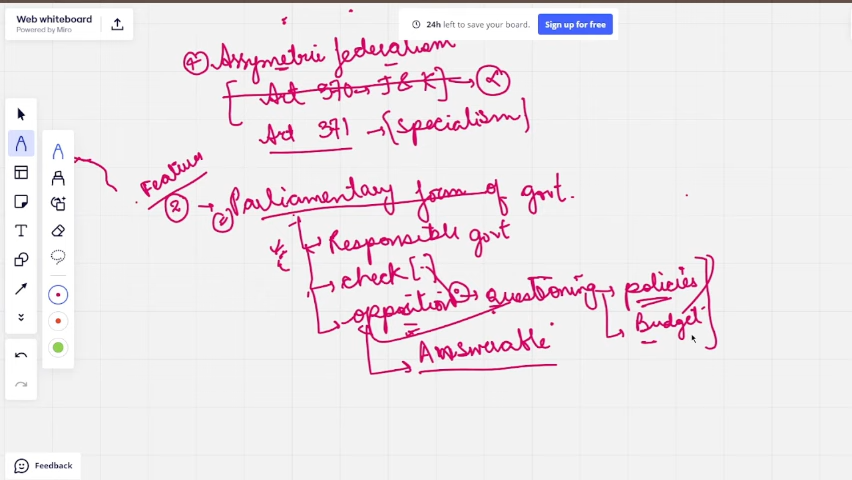 Web whiteboard
Powered by Miro
24h left to save your board.
Sign up for free
④ Assymetric federalism
[Art 370 → J & K] →
Art 371 → [Specialism]
Feature
② → Parliamentary form of govt.
→ Responsible govt
→ check [-
→ opposition → questioning → policies
→ Budget
→ Answerable
T
Feedback